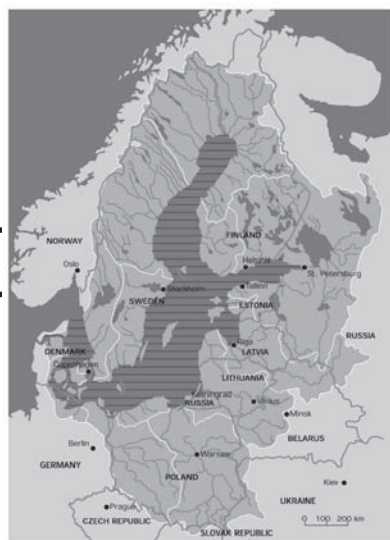 FINLAND
NORWAY
Oslo
Helsinki
St. Petersburg
Stockholm
Tallinn
SWEDEN
ESTONIA
RUSSIA
DENMARK
Riga
LATVIA
Copenhagen
LITHUANIA
Kaliningrad
Vilnius
RUSSIA
Minsk
BELARUS
Berlin
Warsaw
GERMANY
POLAND
Kiev
UKRAINE
Prague
0 100 200 km
CZECH REPUBLIC
SLOVAK REPUBLIC